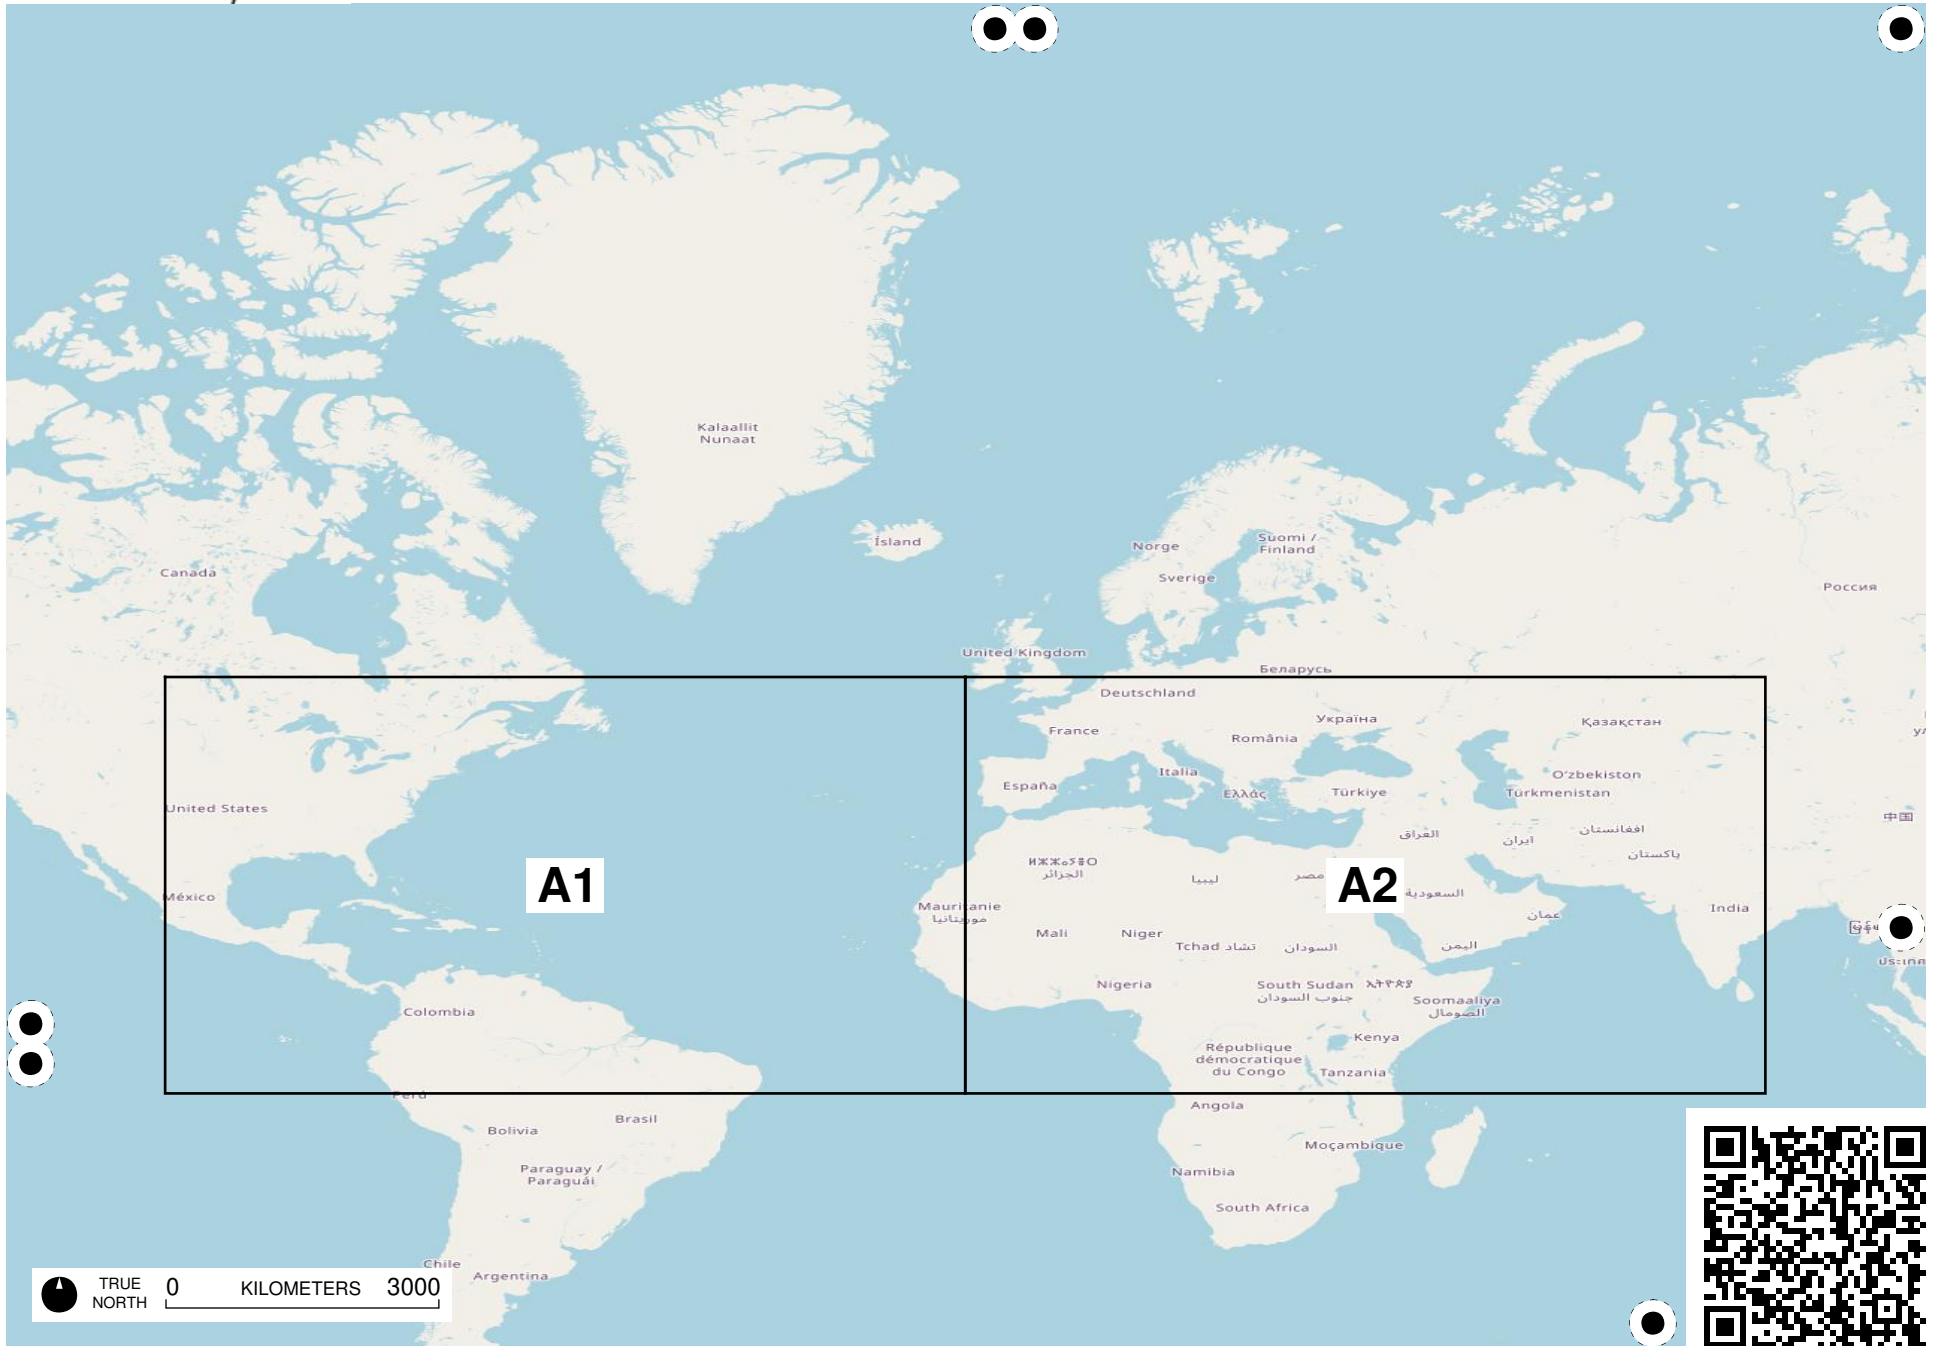 Kalaallit
Nunaat
Ísland
Norge
Suomi /
Finland
Canada
Sverige
Россия
United Kingdom
Беларусь
Deutschland
Україна
Қазақстан
France
România
Italia
Oʻzbekiston
España
Ελλάς
Türkiye
Türkmenistan
United States
中国
العراق
ایران
افغانستان
پاکستان
الجزائر
ليبيا
مصر
A1
A2
السعودية
México
Mauritanie
موريتانيا
India
عمان
Mali
Niger
Tchad تشاد
السودان
اليمن
Nigeria
South Sudan
جنوب السودان
ኢትዮጵያ
Soomaaliya
الصومال
Colombia
Kenya
République
démocratique
du Congo
Tanzania
Perú
Angola
Brasil
Bolivia
Moçambique
Paraguay /
Paraguái
Namibia
South Africa
Chile
Argentina
TRUE
NORTH
0 KILOMETERS 3000